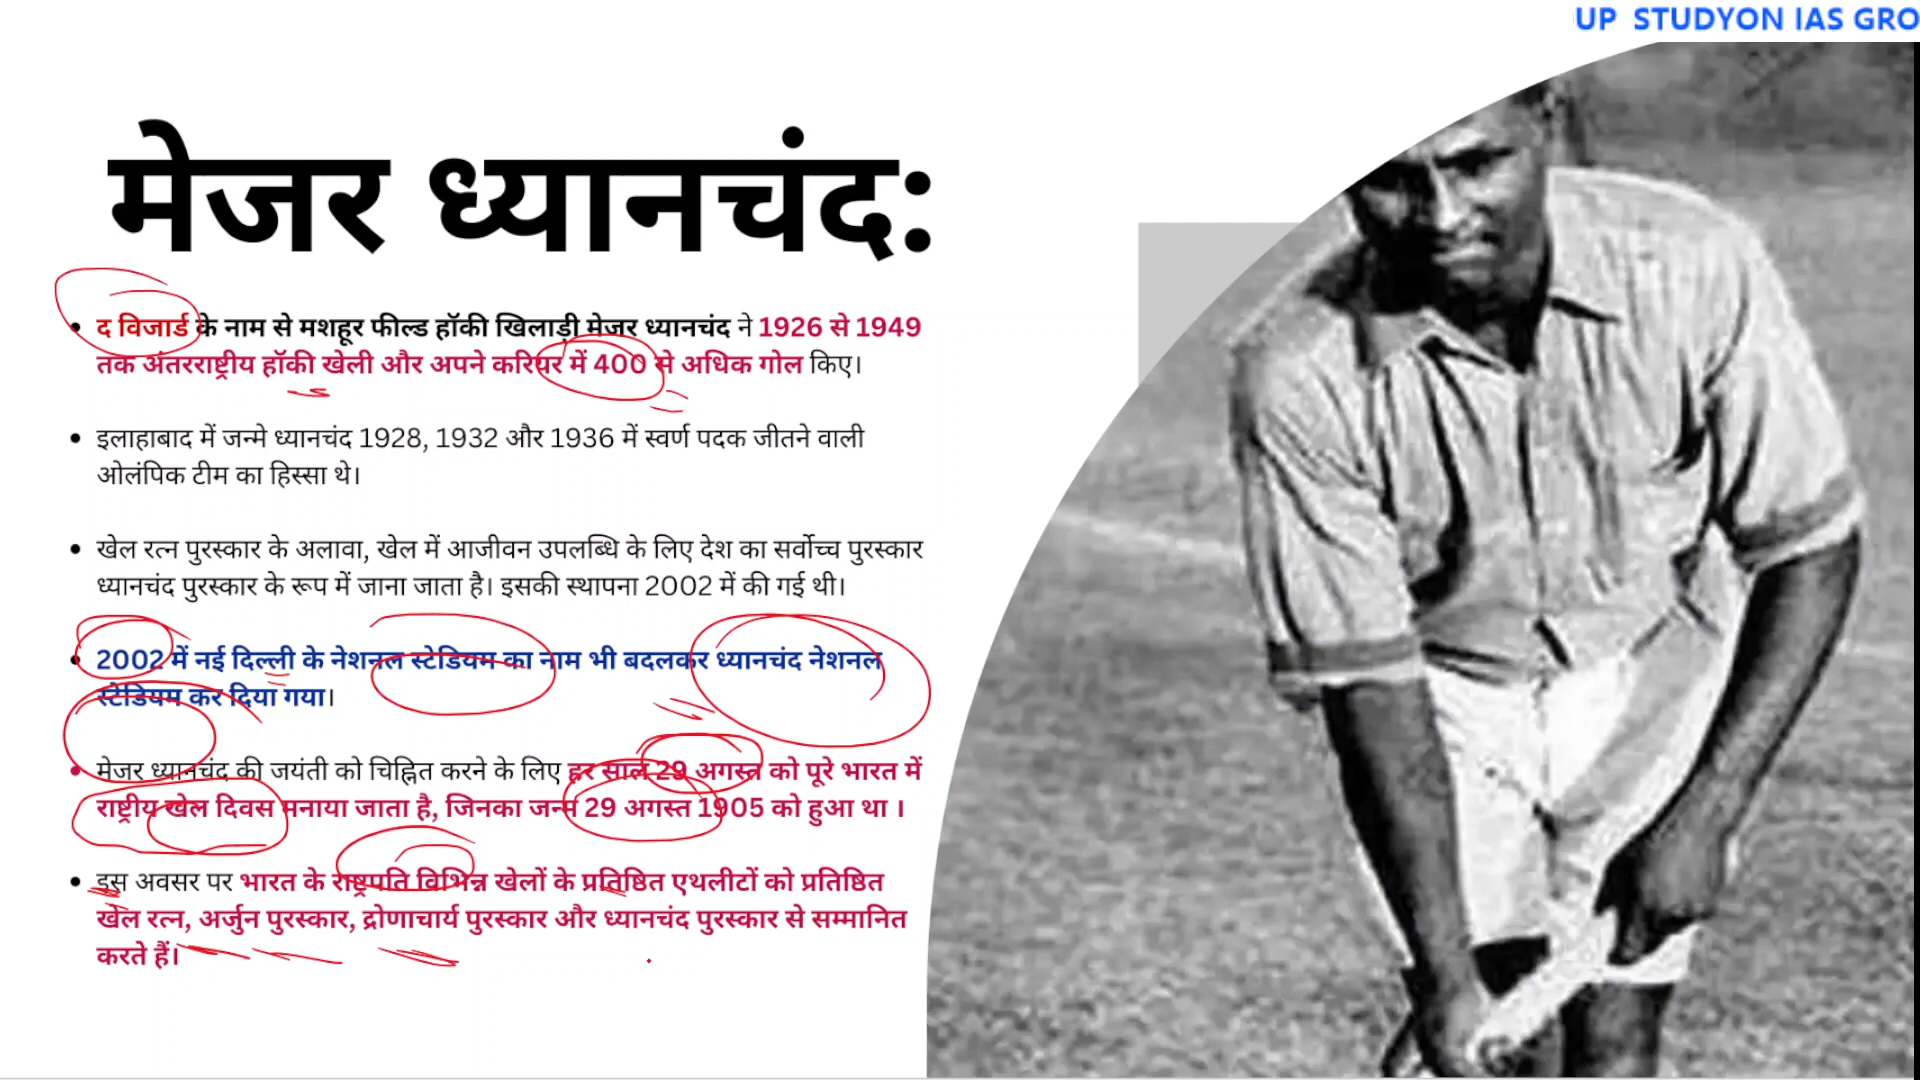 UP STUDYON IAS GRO
मेजर ध्यानचंद:
द विजार्ड के नाम से मशहूर फील्ड हॉकी खिलाड़ी मेजर ध्यानचंद ने 1926 से 1949
तक अंतरराष्ट्रीय हॉकी खेली और अपने करियर में 400 से अधिक गोल किए।
इलाहाबाद में जन्मे ध्यानचंद 1928, 1932 और 1936 में स्वर्ण पदक जीतने वाली
ओलंपिक टीम का हिस्सा थे।
खेल रत्न पुरस्कार के अलावा, खेल में आजीवन उपलब्धि के लिए देश का सर्वोच्च पुरस्कार
ध्यानचंद पुरस्कार के रूप में जाना जाता है। इसकी स्थापना 2002 में की गई थी।
2002 में नई दिल्ली के नेशनल स्टेडियम का नाम भी बदलकर ध्यानचंद नेशनल
स्टेडियम कर दिया गया।
मेजर ध्यानचंद की जयंती को चिह्नित करने के लिए हर साल 29 अगस्त को पूरे भारत में
राष्ट्रीय खेल दिवस मनाया जाता है, जिनका जन्म 29 अगस्त 1905 को हुआ था ।
इस अवसर पर भारत के राष्ट्रपति विभिन्न खेलों के प्रतिष्ठित एथलीटों को प्रतिष्ठित
खेल रत्न, अर्जुन पुरस्कार, द्रोणाचार्य पुरस्कार और ध्यानचंद पुरस्कार से सम्मानित
करते हैं।